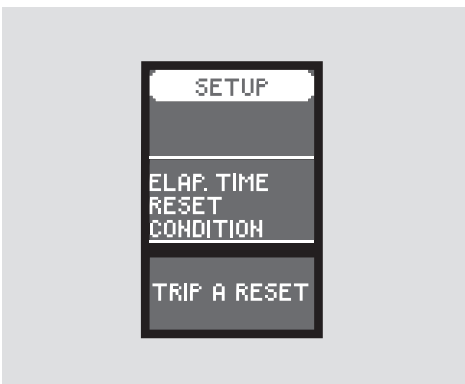 SETUP
ELAP. TIME
RESET
CONDITION
TRIP A RESET